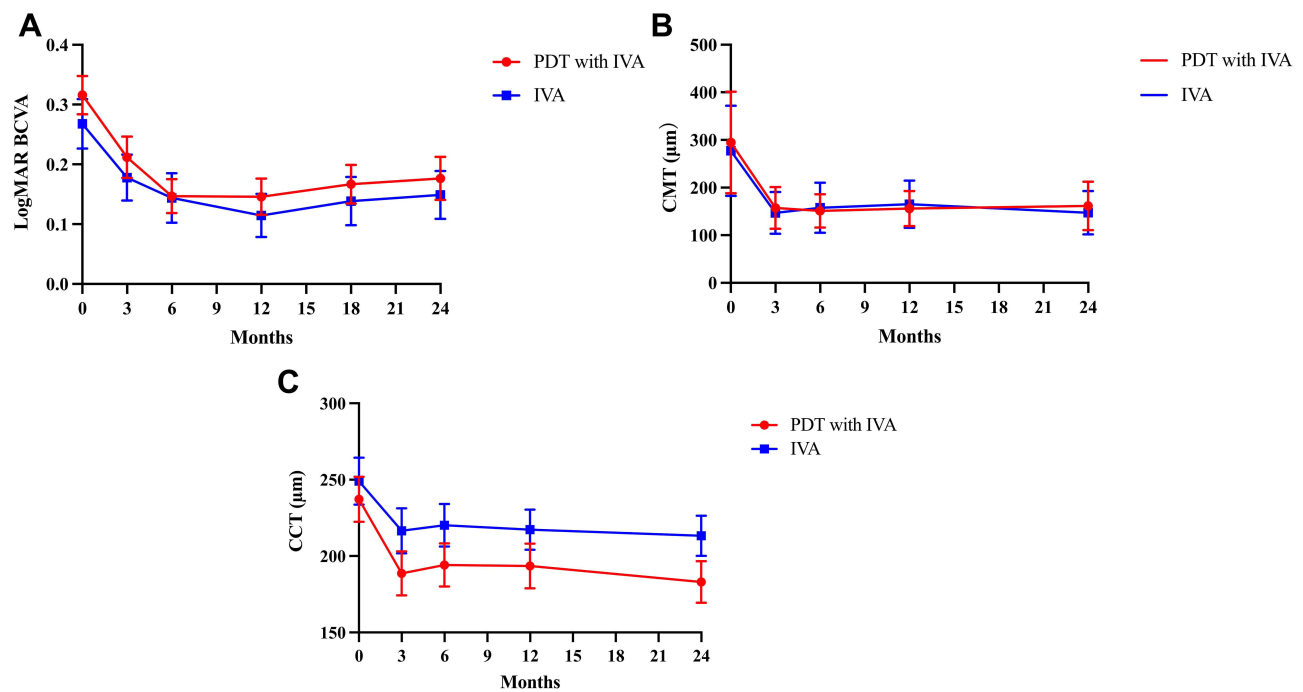 A
LogMAR BCVA
0.4
0.3
0.2
0.1
0.0
0 3 6 9 12 15 18 21 24
Months
PDT with IVA
IVA
B
CMT (μm)
500
400
300
200
100
0
0 3 6 9 12 15 18 21 24
Months
PDT with IVA
IVA
C
CCT (μm)
300
250
200
150
0 3 6 9 12 15 18 21 24
Months
PDT with IVA
IVA